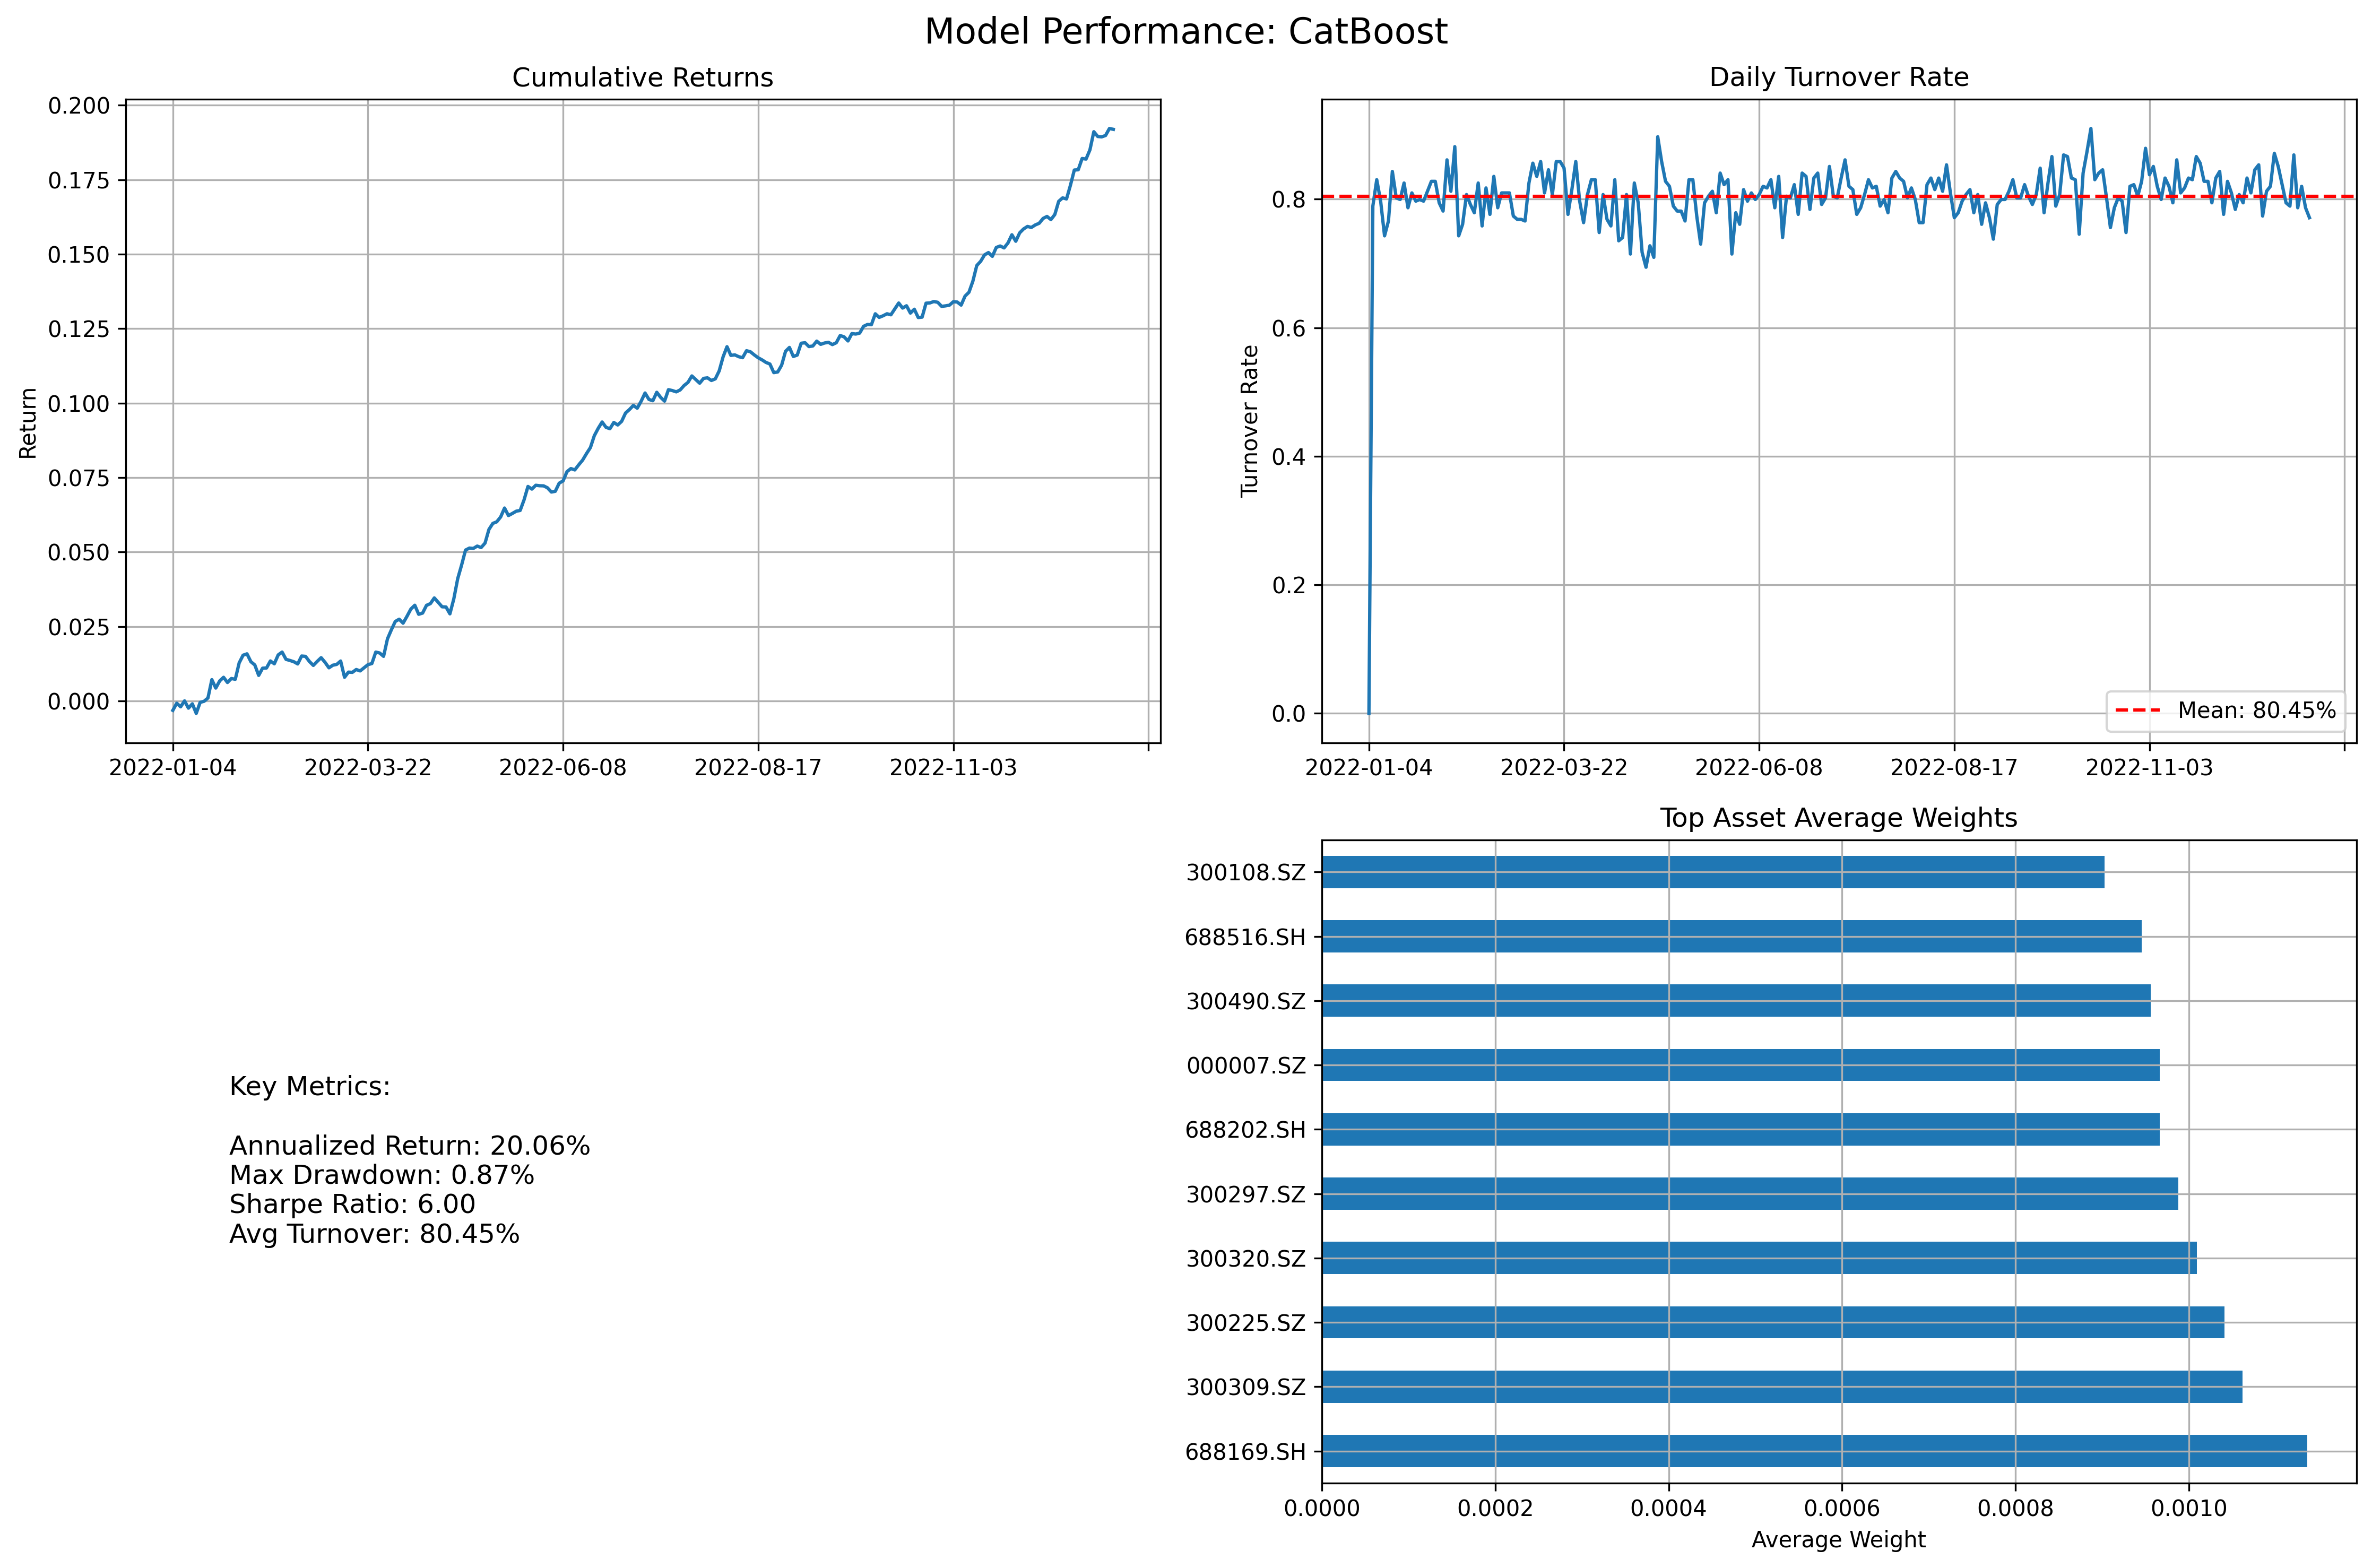 Model Performance: CatBoost
Cumulative Returns
0.200
0.175
0.150
0.125
0.100
0.075
0.050
0.025
0.000
Return
2022-01-04 2022-03-22 2022-06-08 2022-08-17 2022-11-03
Daily Turnover Rate
0.8
0.6
0.4
0.2
0.0
Turnover Rate
Mean: 80.45%
2022-01-04 2022-03-22 2022-06-08 2022-08-17 2022-11-03
Key Metrics:
Annualized Return: 20.06%
Max Drawdown: 0.87%
Sharpe Ratio: 6.00
Avg Turnover: 80.45%
Top Asset Average Weights
300108.SZ
688516.SH
300490.SZ
000007.SZ
688202.SH
300297.SZ
300320.SZ
300225.SZ
300309.SZ
688169.SH
0.0000 0.0002 0.0004 0.0006 0.0008 0.0010
Average Weight